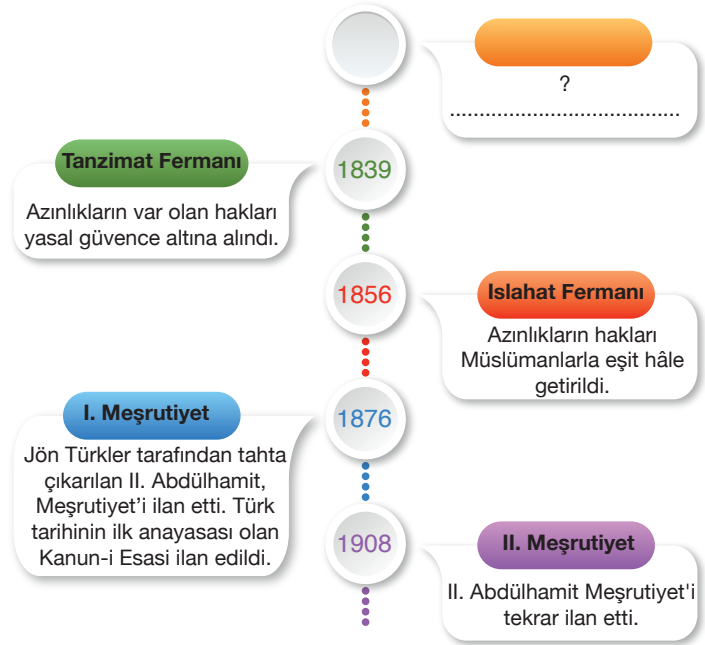 ?
.......................................
Tanzimat Fermanı
1839
Azınlıkların var olan hakları
yasal güvence altına alındı.
1856
Islahat Fermanı
Azınlıkların hakları
Müslümanlarla eşit hâle
getirildi.
I. Meşrutiyet
1876
Jön Türkler tarafından tahta
çıkarılan II. Abdülhamit,
Meşrutiyet’i ilan etti. Türk
tarihinin ilk anayasası olan
Kanun-i Esasi ilan edildi.
1908
II. Meşrutiyet
II. Abdülhamit Meşrutiyet'i
tekrar ilan etti.